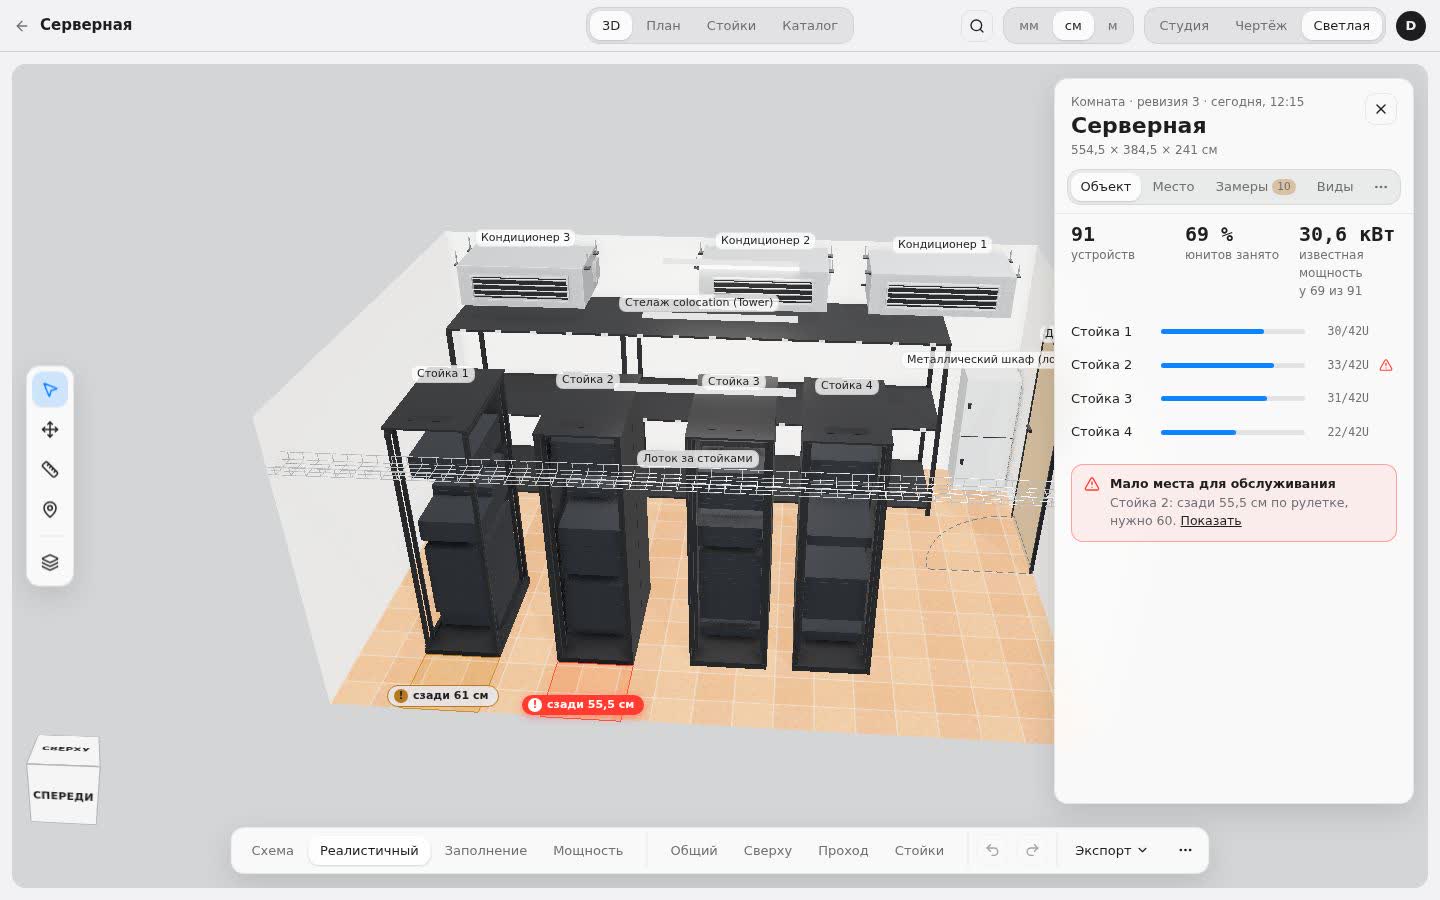 Серверная
3D План Стойки Каталог
мм см м
Студия Чертёж Светлая
D
Комната · ревизия 3 · сегодня, 12:15
Серверная
554,5 × 384,5 × 241 см
Объект Место Замеры 10 Виды
91
устройств
69 %
юнитов занято
30,6 кВт
известная
мощность
у 69 из 91
Стойка 1 30/42U
Стойка 2 33/42U
Стойка 3 31/42U
Стойка 4 22/42U
Мало места для обслуживания
Стойка 2: сзади 55,5 см по рулетке,
нужно 60. Показать
Кондиционер 3
Кондиционер 2
Кондиционер 1
Стелаж colocation (Tower)
Д
Металлический шкаф (ло
Стойка 1
Стойка 2
Стойка 3
Стойка 4
Лоток за стойками
! сзади 61 см
! сзади 55,5 см
СВЕРХУ
СПЕРЕДИ
Схема Реалистичный Заполнение Мощность Общий Сверху Проход Стойки Экспорт